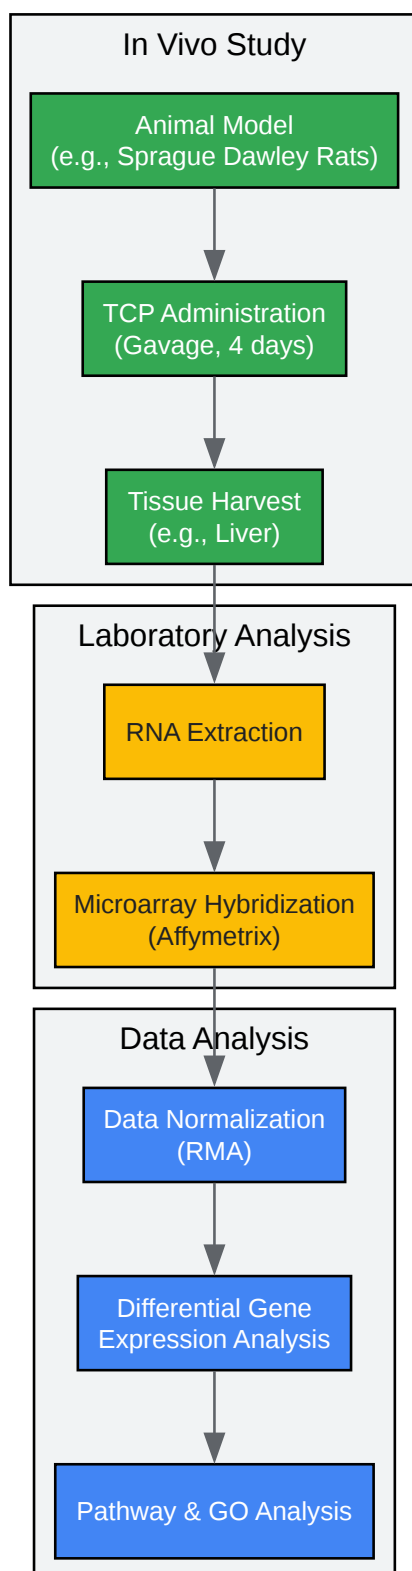 In Vivo Study
Animal Model
(e.g., Sprague Dawley Rats)
TCP Administration
(Gavage, 4 days)
Tissue Harvest
(e.g., Liver)
Laboratory Analysis
RNA Extraction
Microarray Hybridization
(Affymetrix)
Data Analysis
Data Normalization
(RMA)
Differential Gene
Expression Analysis
Pathway & GO Analysis